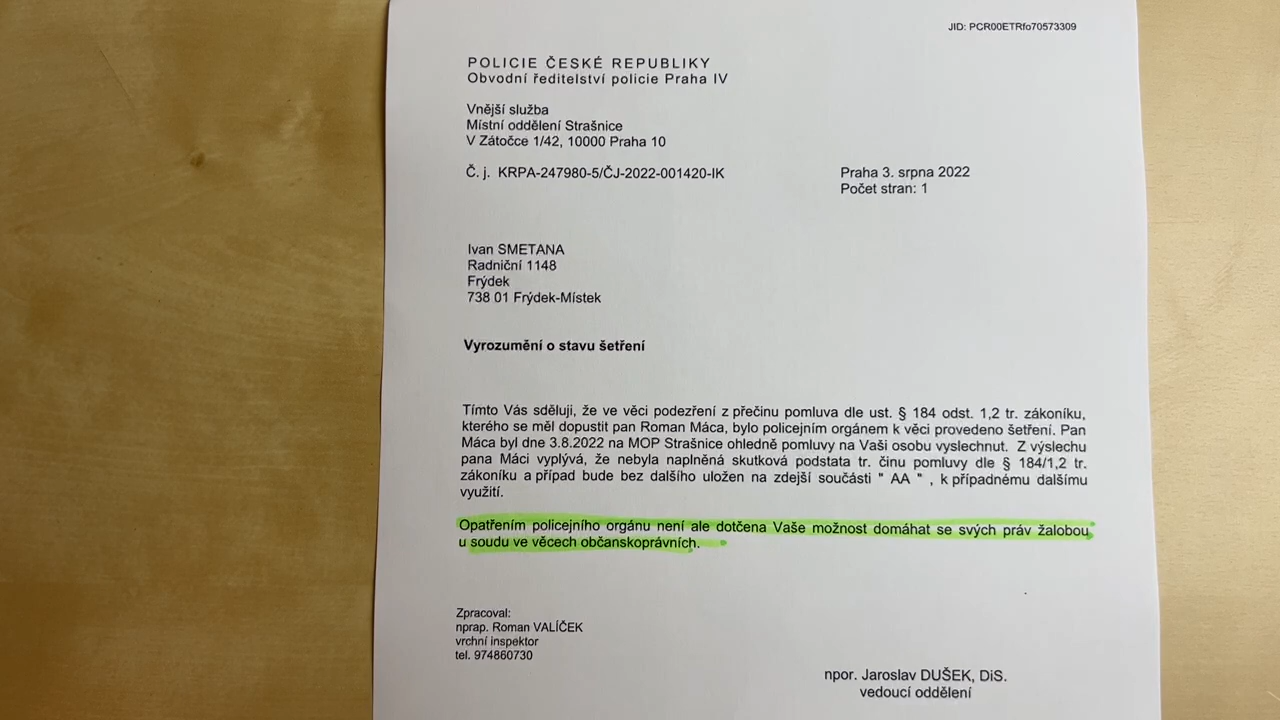 JID: PCR00ETRfo70573309
POLICIE ČESKÉ REPUBLIKY
Obvodní ředitelství policie Praha IV
Vnější služba
Místní oddělení Strašnice
V Zátočce 1/42, 10000 Praha 10
Č. j. KRPA-247980-5/ČJ-2022-001420-IK
Praha 3. srpna 2022
Počet stran: 1
Ivan SMETANA
Radniční 1148
Frýdek
738 01 Frýdek-Místek
Vyrozumění o stavu šetření
Tímto Vás sděluji, že ve věci podezření z přečinu pomluva dle ust. § 184 odst. 1,2 tr. zákoníku,
kterého se měl dopustit pan Roman Máca, bylo policejním orgánem k věci provedeno šetření. Pan
Máca byl dne 3.8.2022 na MOP Strašnice ohledně pomluvy na Vaši osobu vyslechnut. Z výslechu
pana Máci vyplývá, že nebyla naplněná skutková podstata tr. činu pomluvy dle § 184/1,2 tr.
zákoníku a případ bude bez dalšího uložen na zdejší součásti " AA " , k případnému dalšímu
využití.
Opatřením policejního orgánu není ale dotčena Vaše možnost domáhat se svých práv žalobou
u soudu ve věcech občanskoprávních.
Zpracoval:
nprap. Roman VALÍČEK
vrchní inspektor
tel. 974860730
npor. Jaroslav DUŠEK, DiS.
vedoucí oddělení